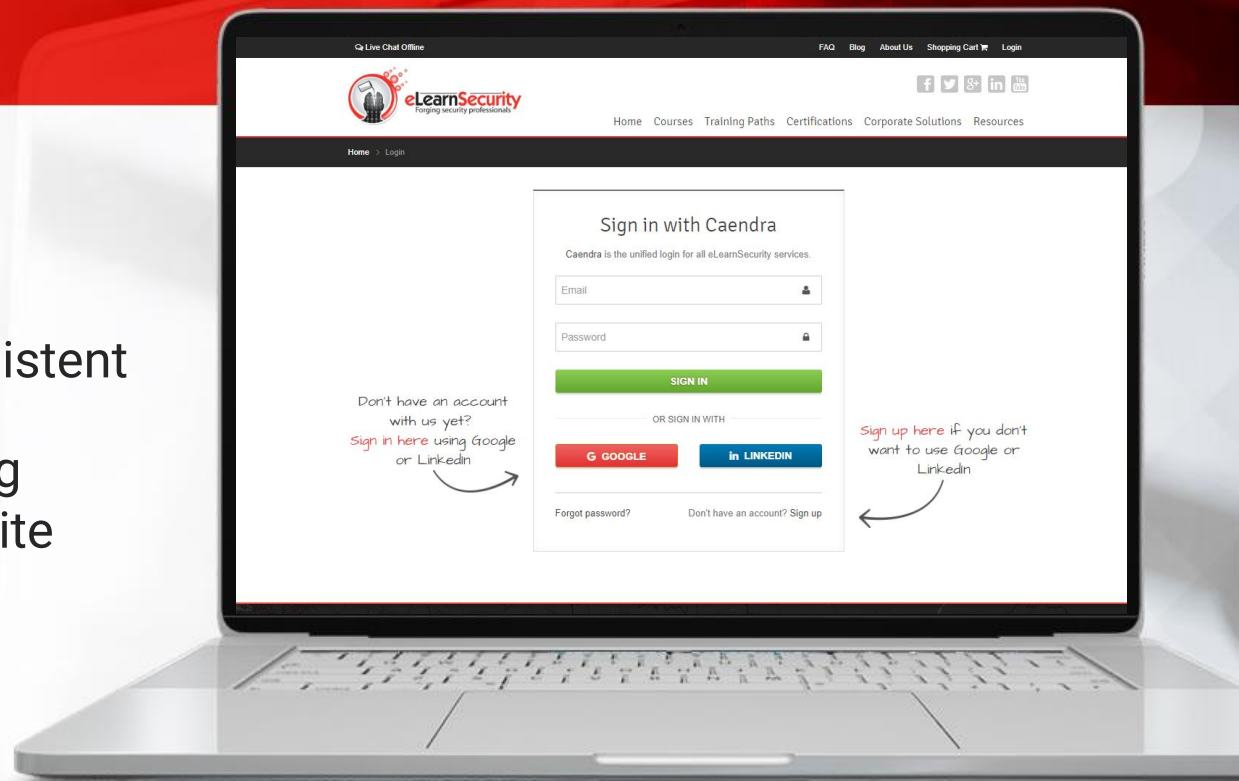 Live Chat Offline
FAQ Blog About Us Shopping Cart Login
eLearnSecurity
Forging security professionals
Home Courses Training Paths Certifications Corporate Solutions Resources
Home > Login
Sign in with Caendra
Caendra is the unified login for all eLearnSecurity services.
Email
Password
SIGN IN
OR SIGN IN WITH
G GOOGLE
in LINKEDIN
Forgot password?
Don't have an account? Sign up
Don't have an account
with us yet?
Sign in here using Google
or LinkedIn
Sign up here if you don't
want to use Google or
LinkedIn
istent
g
ite